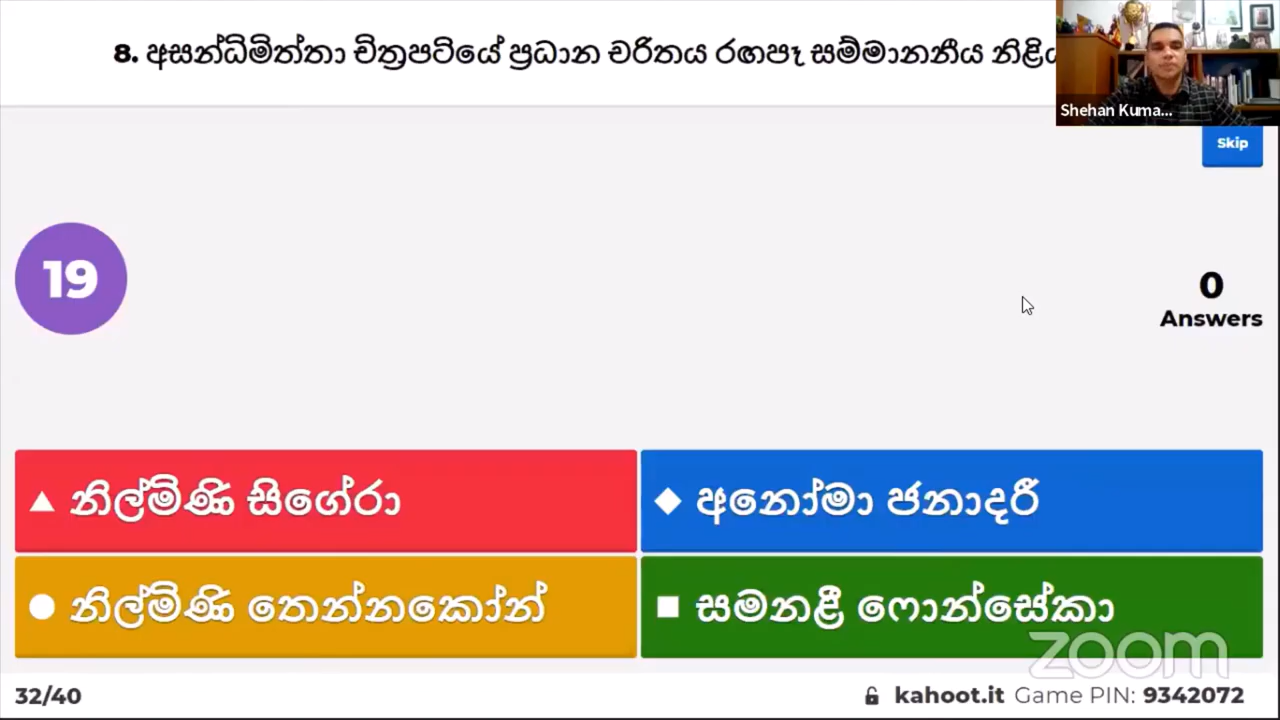 8. අසන්ධිමිත්තා චිත්‍රපටියේ ප්‍රධාන චරිතය රඟපෑ සම්මානනීය
Shehan Kuma...
Skip
19
0
Answers
නිල්මිණි සිගේරා
අනෝමා ජනාදරී
නිල්මිණි තෙන්නකෝන්
සමනළී ෆොන්සේකා
zoom
32/40
kahoot.it Game PIN: 9342072